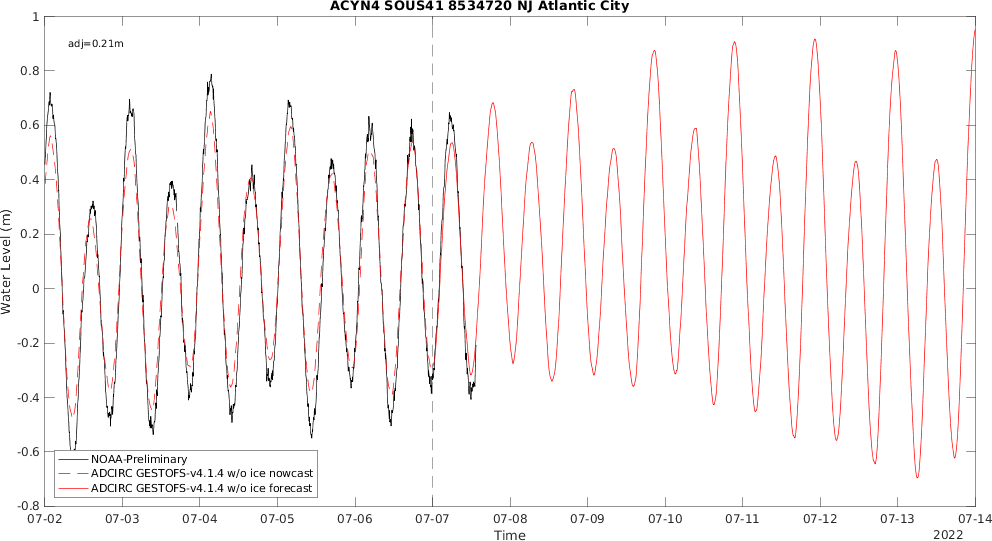 ACYN4 SOUS41 8534720 NJ Atlantic City
adj=0.21m
1
0.8
0.6
0.4
0.2
0
-0.2
-0.4
-0.6
-0.8
Water Level (m)
NOAA-Preliminary
ADCIRC GESTOFS-v4.1.4 w/o ice nowcast
ADCIRC GESTOFS-v4.1.4 w/o ice forecast
07-02 07-03 07-04 07-05 07-06 07-07 07-08 07-09 07-10 07-11 07-12 07-13 07-14
Time
2022